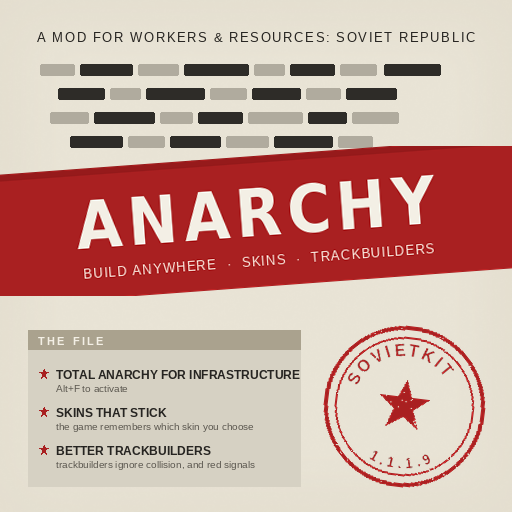 A MOD FOR WORKERS & RESOURCES: SOVIET REPUBLIC
ANARCHY
BUILD ANYWHERE · SKINS · TRACKBUILDERS
THE FILE
TOTAL ANARCHY FOR INFRASTRUCTURE
Alt+F to activate
SKINS THAT STICK
the game remembers which skin you choose
BETTER TRACKBUILDERS
trackbuilders ignore collision, and red signals
SOVIETKIT
1.1.1.9